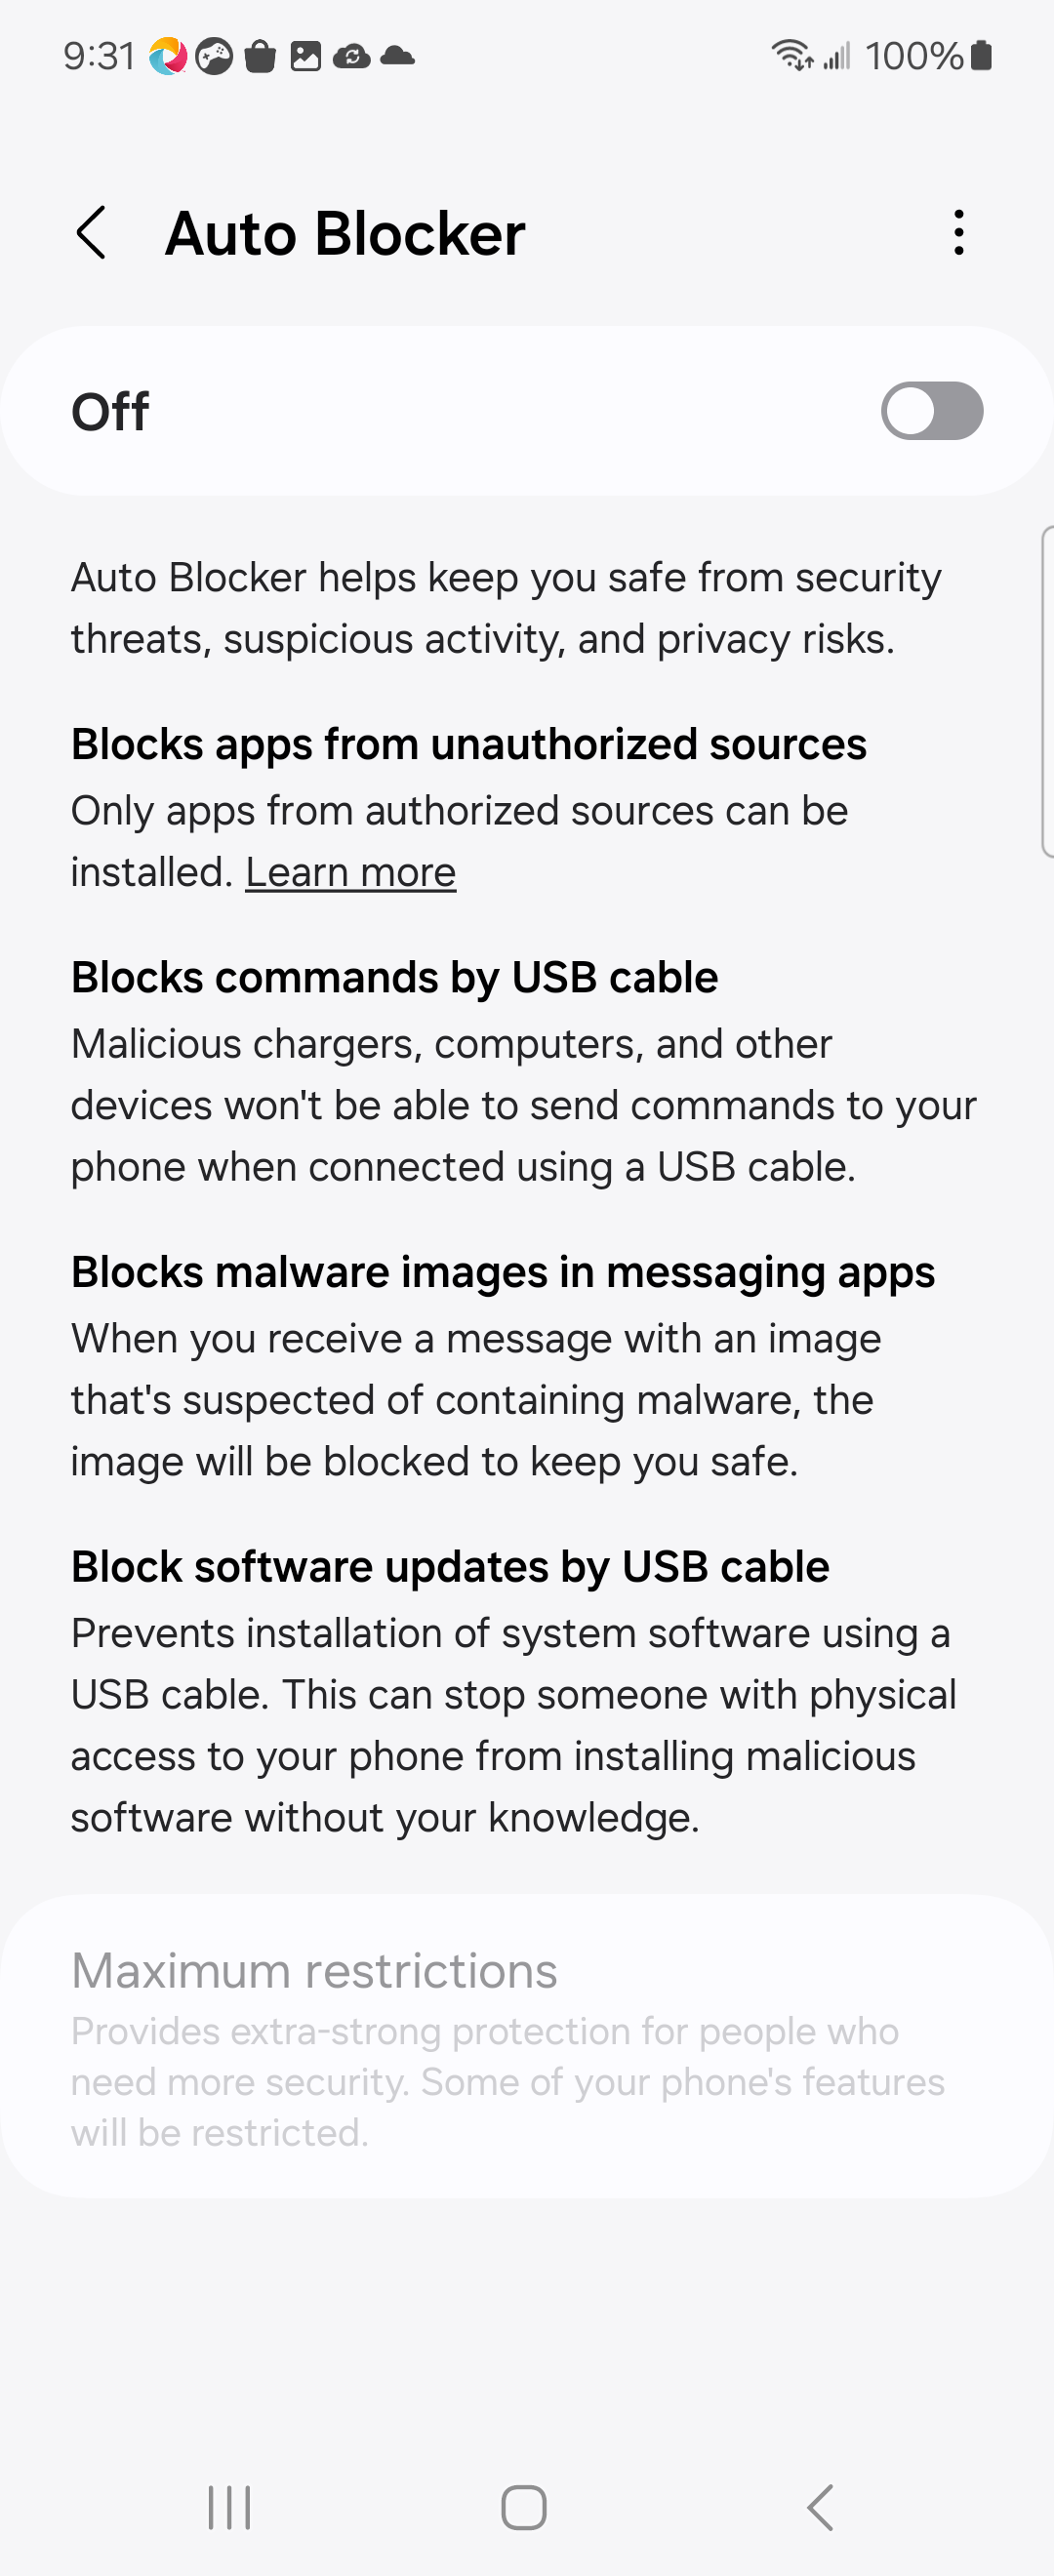 9:31
100%
Auto Blocker
Off
Auto Blocker helps keep you safe from security
threats, suspicious activity, and privacy risks.
Blocks apps from unauthorized sources
Only apps from authorized sources can be
installed. Learn more
Blocks commands by USB cable
Malicious chargers, computers, and other
devices won't be able to send commands to your
phone when connected using a USB cable.
Blocks malware images in messaging apps
When you receive a message with an image
that's suspected of containing malware, the
image will be blocked to keep you safe.
Block software updates by USB cable
Prevents installation of system software using a
USB cable. This can stop someone with physical
access to your phone from installing malicious
software without your knowledge.
Maximum restrictions
Provides extra-strong protection for people who
need more security. Some of your phone's features
will be restricted.